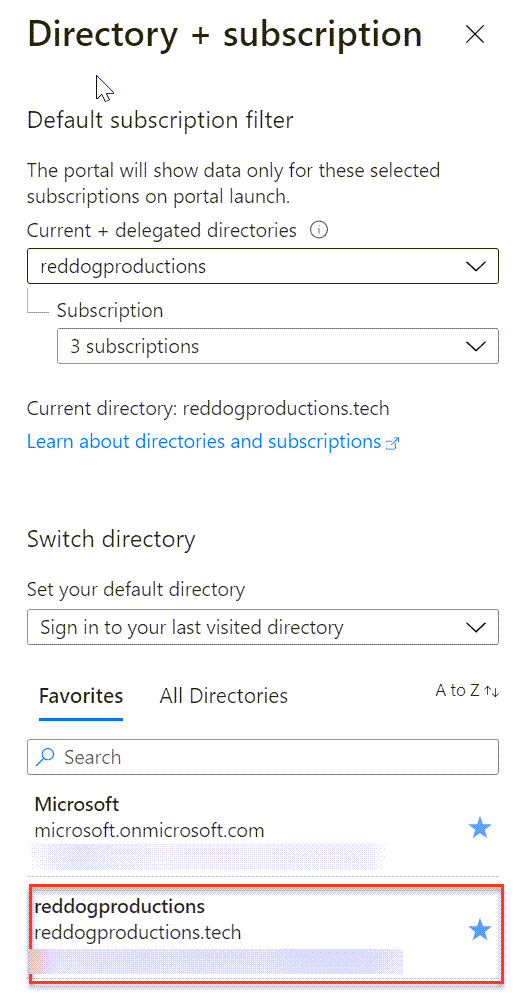 Directory + subscription
Default subscription filter
The portal will show data only for these selected
subscriptions on portal launch.
Current + delegated directories
reddogproductions
Subscription
3 subscriptions
Current directory: reddogproductions.tech
Learn about directories and subscriptions
Switch directory
Set your default directory
Sign in to your last visited directory
Favorites All Directories A to Z
Search
Microsoft
microsoft.onmicrosoft.com
reddogproductions
reddogproductions.tech